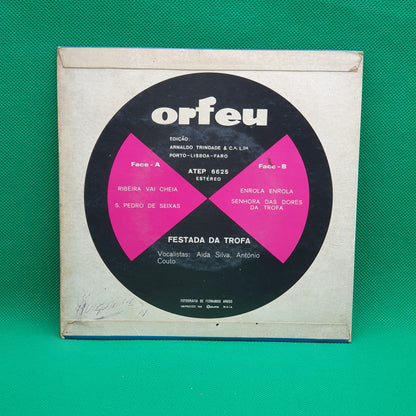 orfeu
EDIÇÃO:
ARNALDO TRINDADE & C.ª L.DA
PORTO-LISBOA-FARO
Face - A
Face - B
ATEP 6625
ESTÉREO
RIBEIRA VAI CHEIA
S. PEDRO DE SEIXAS
ENROLA ENROLA
SENHORA DAS DORES
DA TROFA
FESTADA DA TROFA
Vocalistas: Aida Silva, António
Couto
FOTOGRAFIA DE FERNANDO AROSO